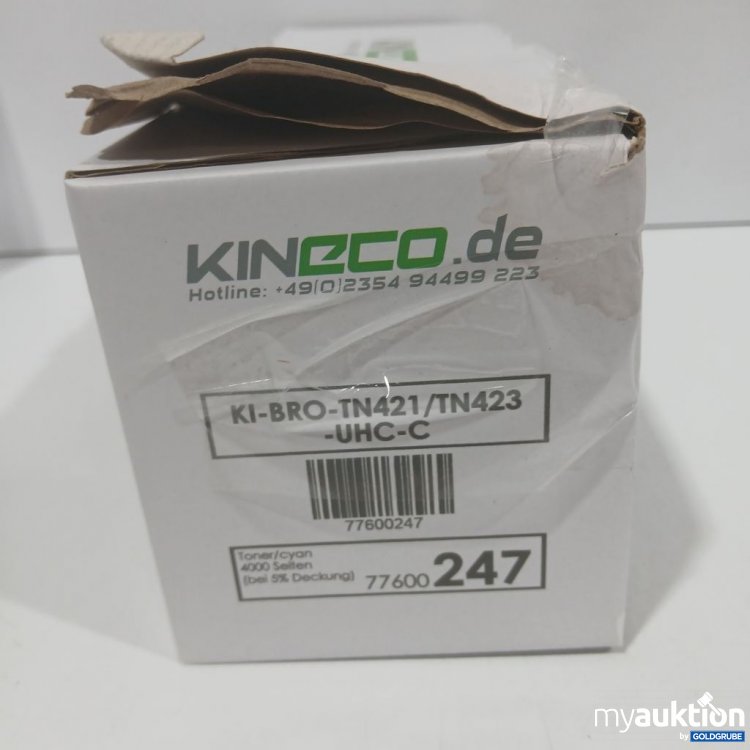 KINECO.de
Hotline: +49(0)2354 94499 223
KI-BRO-TN421/TN423
-UHC-C
77600247
Toner/cyan
4000 Seiten
(bei 5% Deckung) 77600 247
myauktion
by GOLDGRUBE